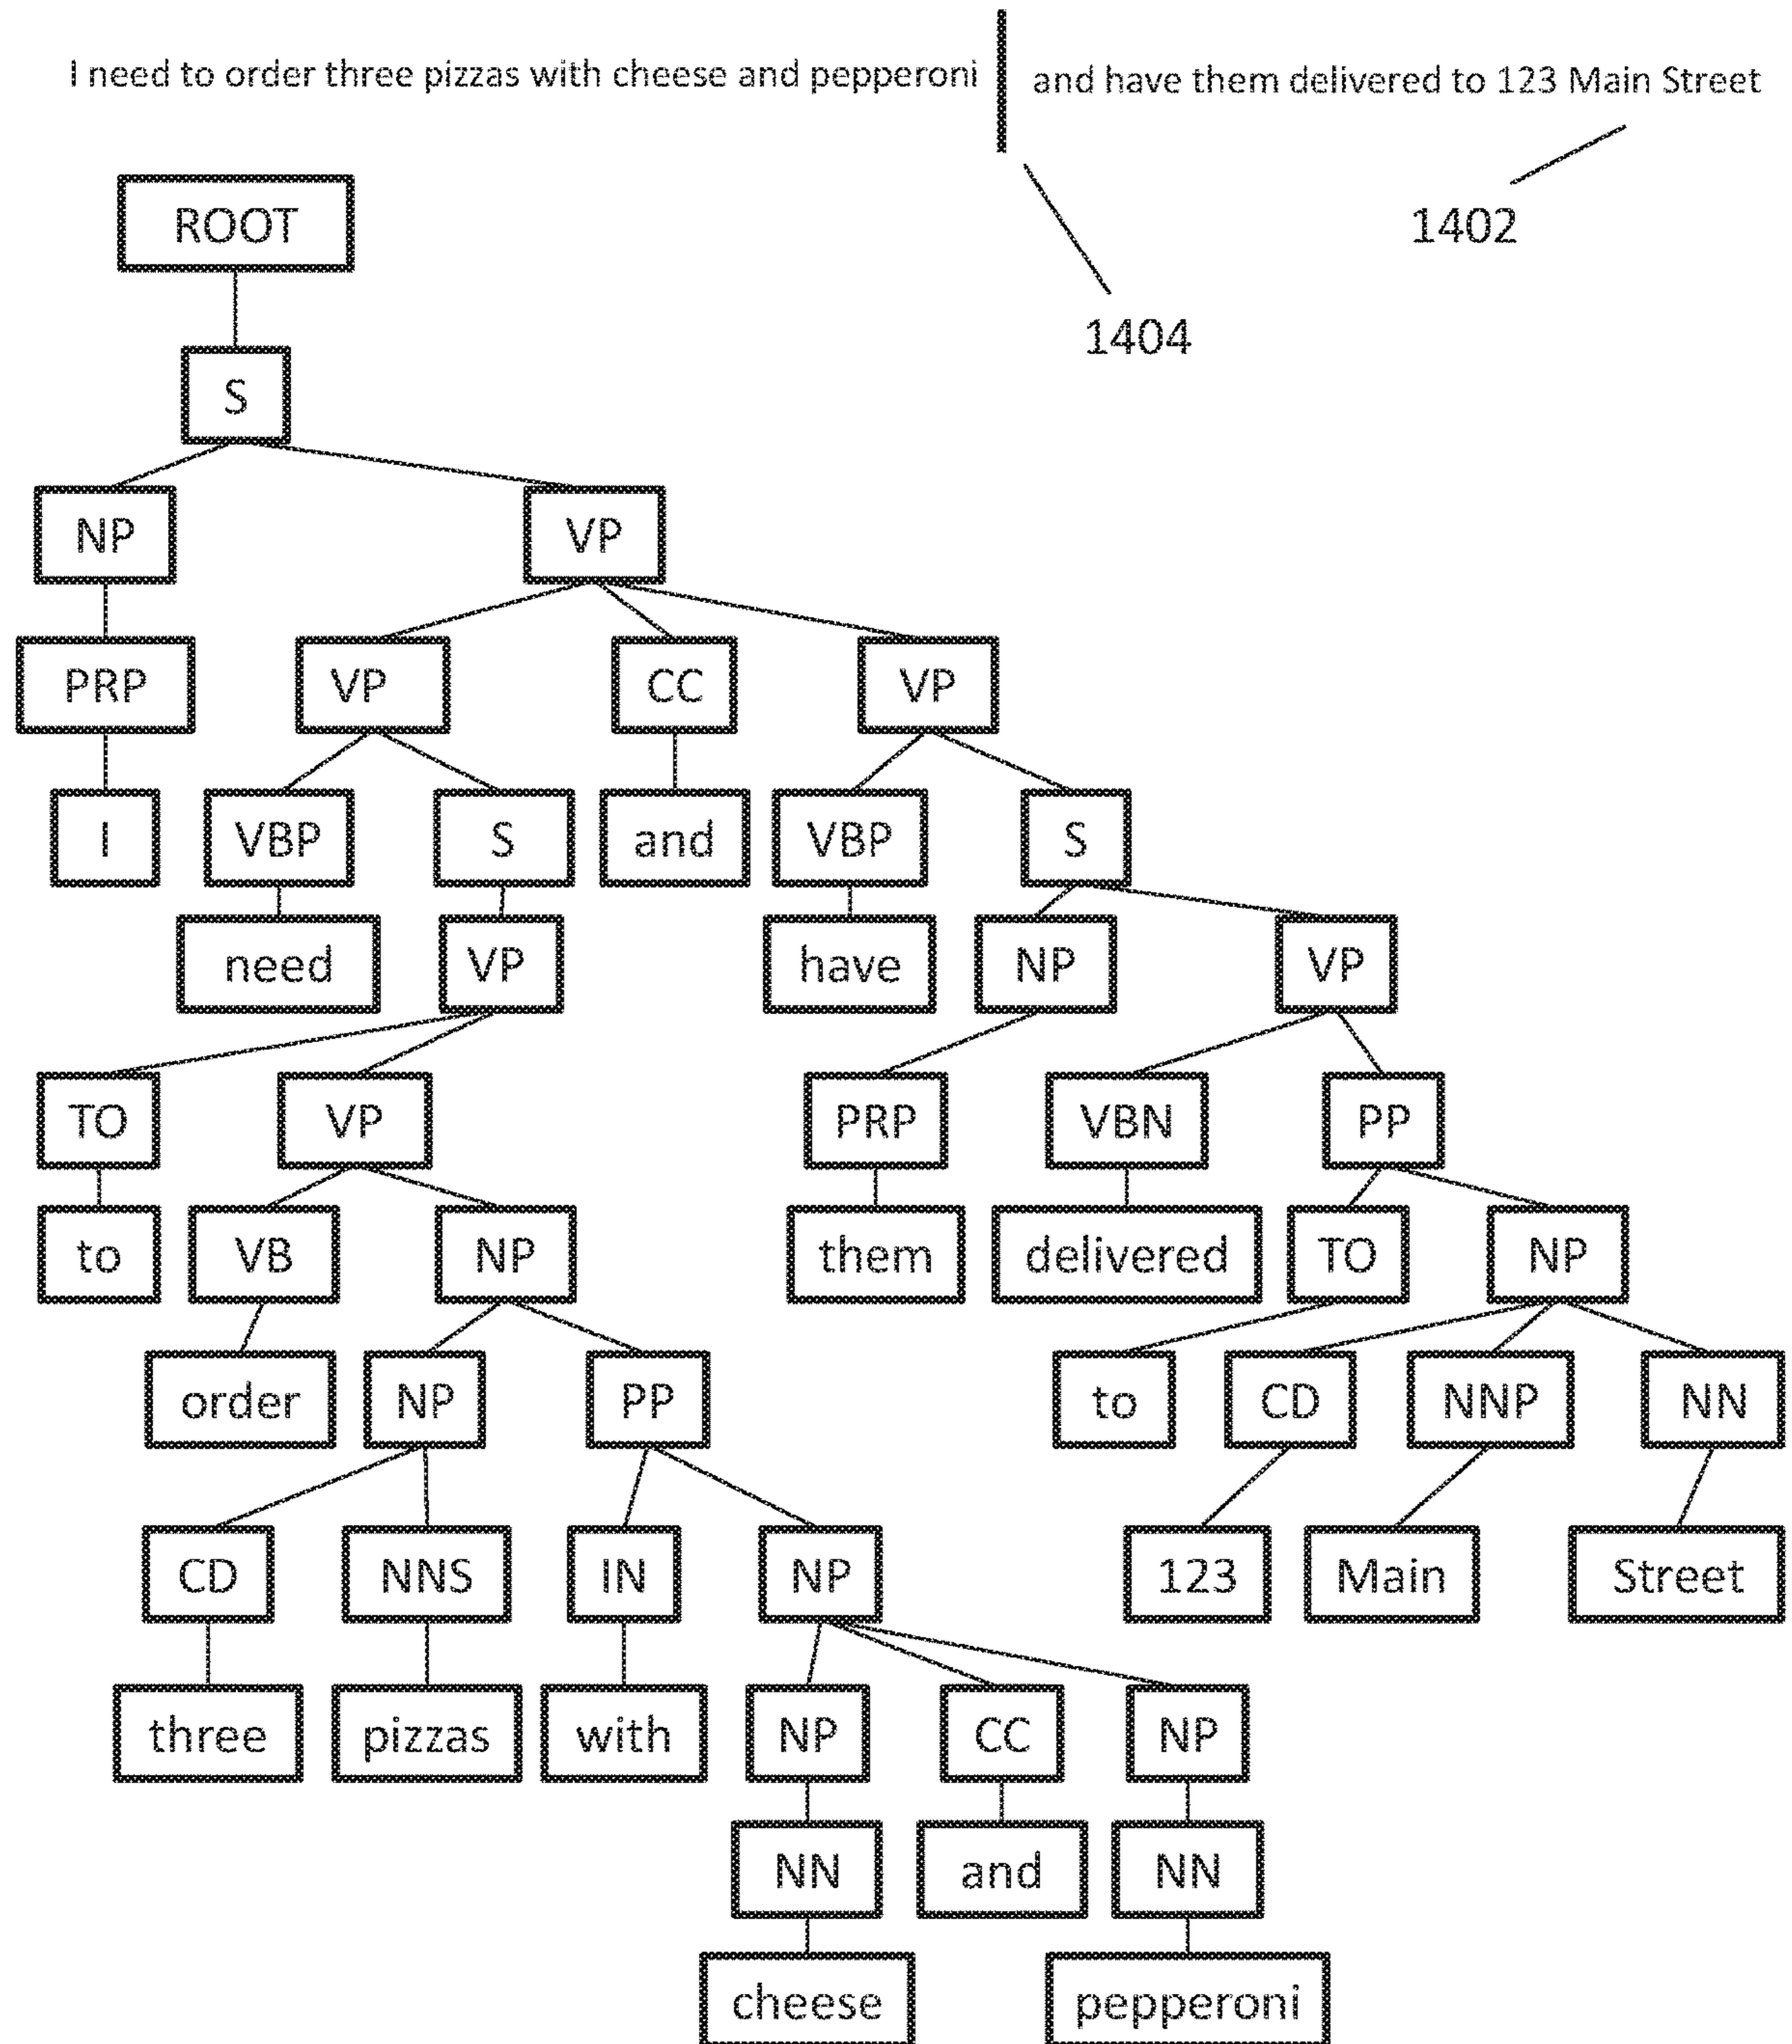 I need to order three pizzas with cheese and pepperoni and have them delivered to 123 Main Street
1402
ROOT
1404
S
NP VP
PRP VP CC VP
I VBP S and VBP S
need VP have NP VP
TO VP PRP VBN PP
to VB NP them delivered TO NP
order NP PP to CD NNP NN
CD NNS IN NP 123 Main Street
three pizzas with NP CC NP
NN and NN
cheese pepperoni